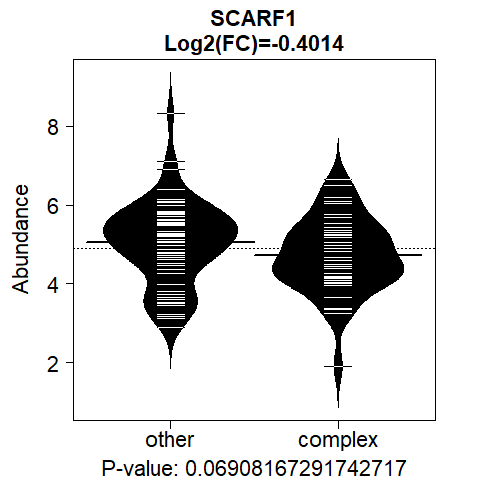 SCARF1
Log2(FC)=-0.4014
Abundance
8
6
4
2
other complex
P-value: 0.06908167291742717